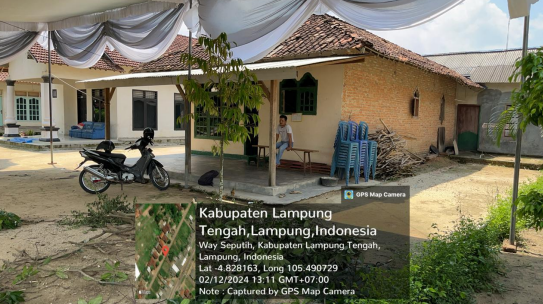 GPS Map Camera
Kabupaten Lampung
Tengah,Lampung,Indonesia
Way Seputih, Kabupaten Lampung Tengah,
Lampung, Indonesia
Lat -4.828163, Long 105.490729
02/12/2024 13:11 GMT+07:00
Note : Captured by GPS Map Camera